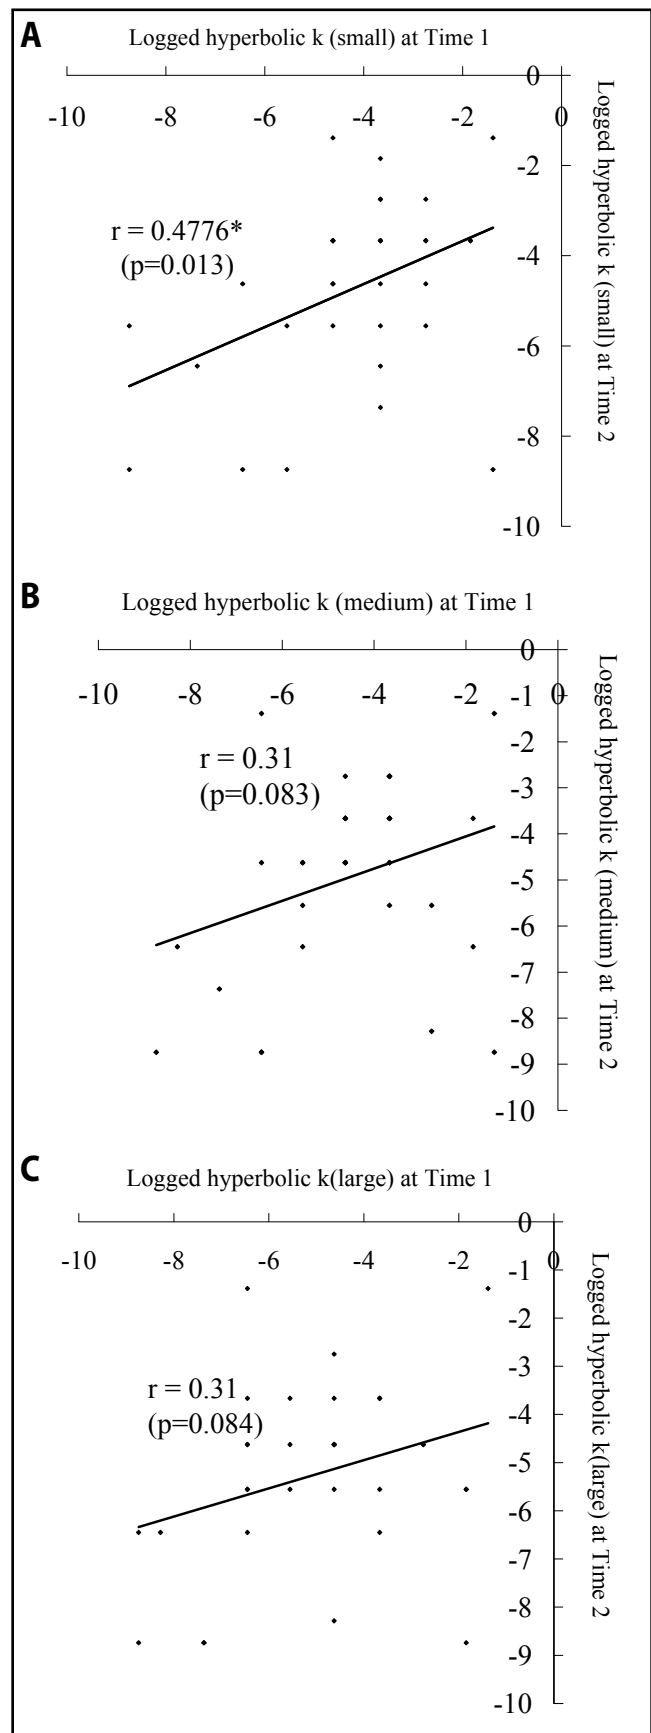 A
Logged hyperbolic k (small) at Time 1
-10 -8 -6 -4 -2 0
0
-2
-4
-6
-8
-10
r = 0.4776*
(p=0.013)
Logged hyperbolic k (small) at Time 2
B
Logged hyperbolic k (medium) at Time 1
-10 -8 -6 -4 -2 0
0
-1
-2
-3
-4
-5
-6
-7
-8
-9
-10
r = 0.31
(p=0.083)
Logged hyperbolic k (medium) at Time 2
C
Logged hyperbolic k(large) at Time 1
-10 -8 -6 -4 -2 0
0
-1
-2
-3
-4
-5
-6
-7
-8
-9
-10
r = 0.31
(p=0.084)
Logged hyperbolic k(large) at Time 2